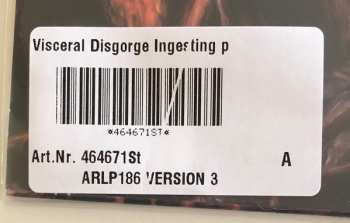 Visceral Disgorge Ingesting p
*464671St*
Art.Nr. 464671St A
ARLP186 VERSION 3